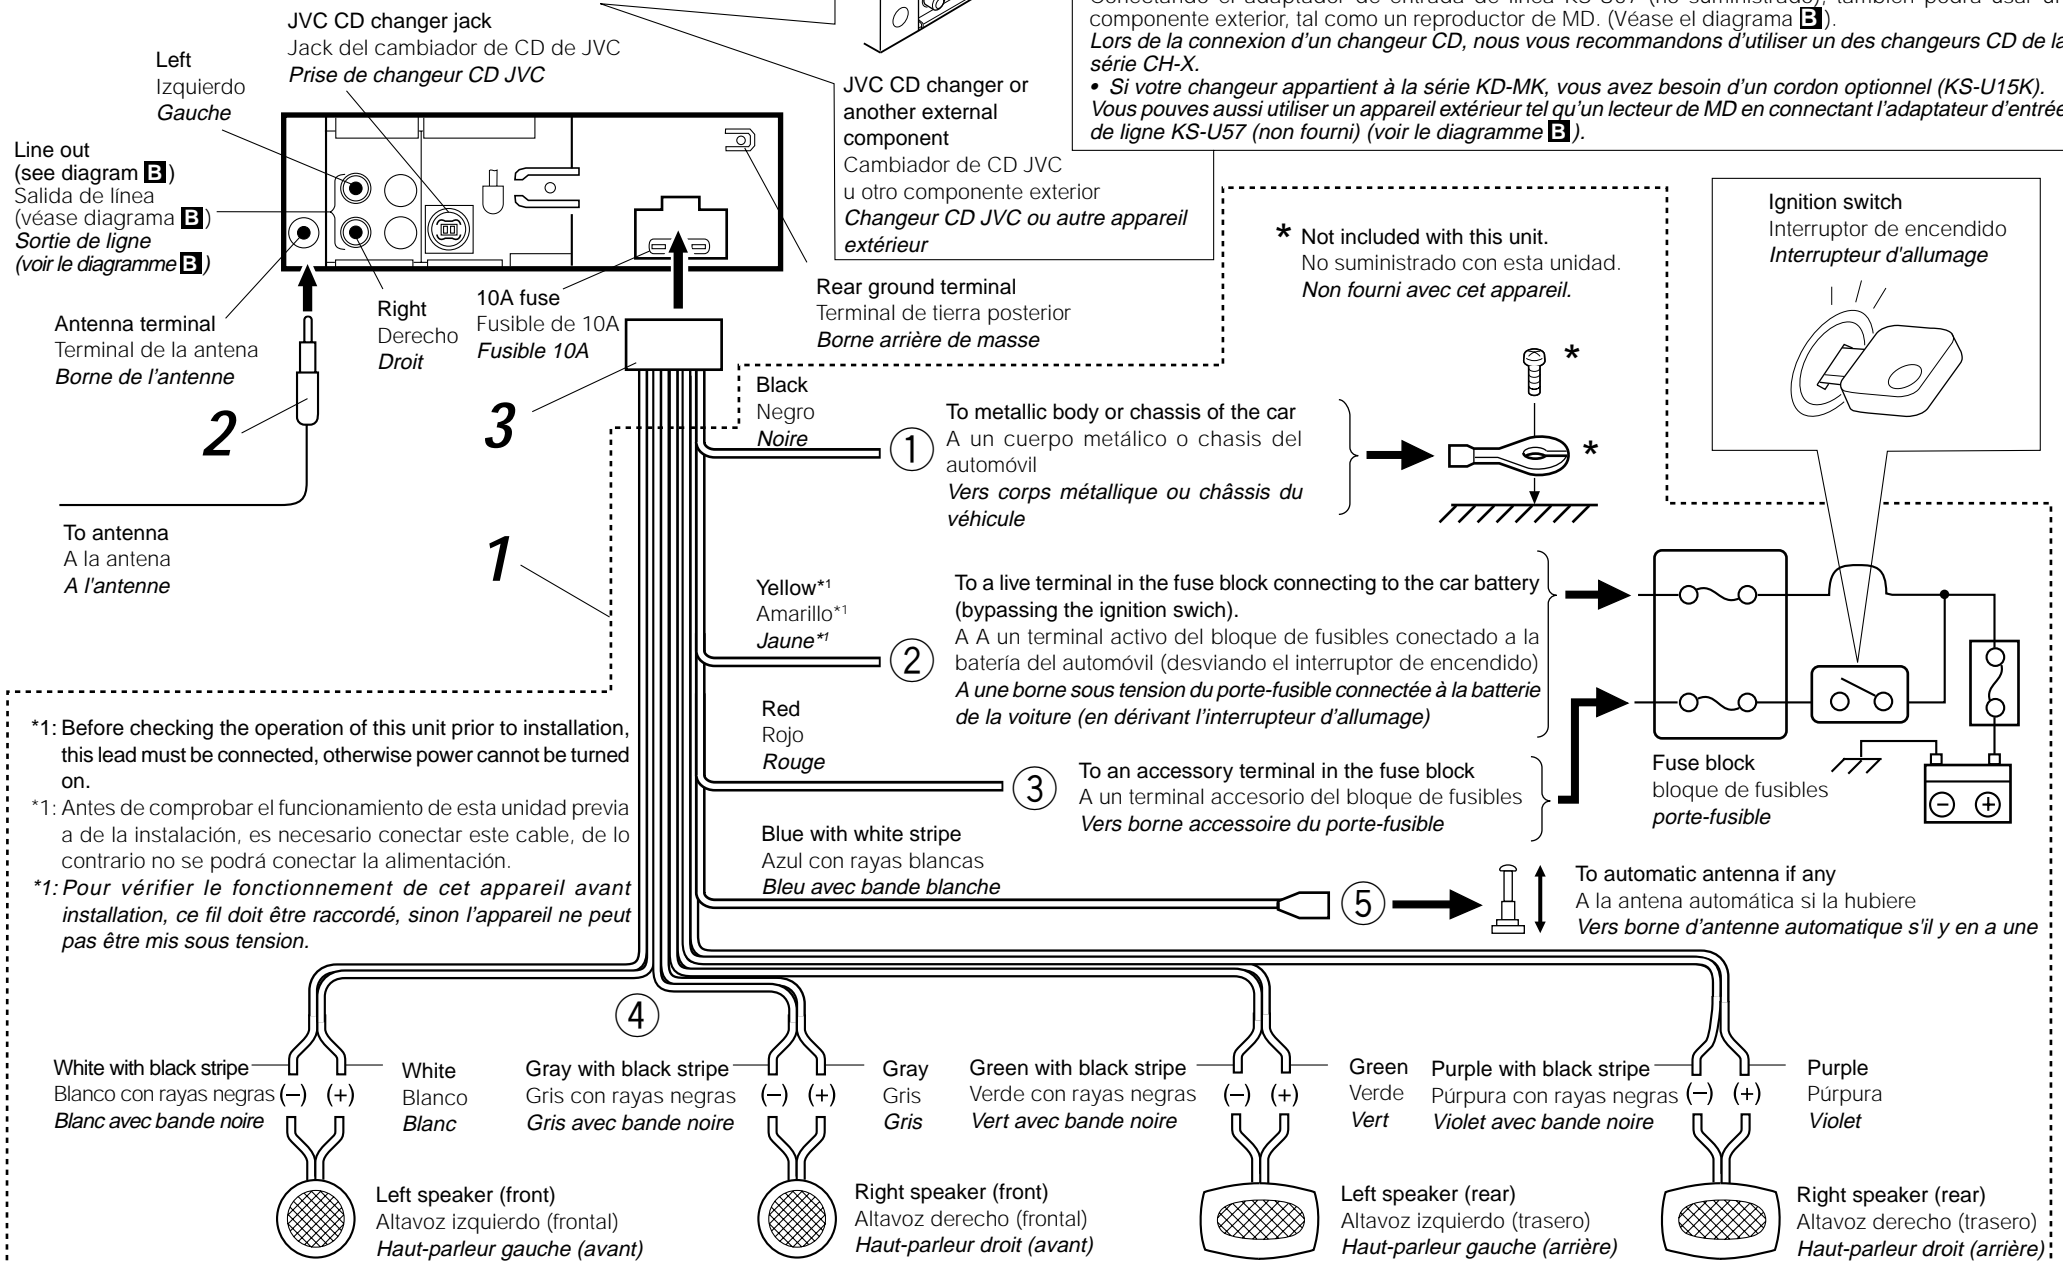 JVC CD changer jack
Jack del cambiador de CD de JVC
Prise de changeur CD JVC
Left
Izquierdo
Gauche
Line out
(see diagram B)
Salida de línea
(véase diagrama B)
Sortie de ligne
(voir le diagramme B)
Antenna terminal
Terminal de la antena
Borne de l'antenne
Right
Derecho
Droit
10A fuse
Fusible de 10A
Fusible 10A
JVC CD changer or
another external
component
Cambiador de CD JVC
u otro componente exterior
Changeur CD JVC ou autre appareil
extérieur
componente exterior, tal como un reproductor de MD. (Véase el diagrama B).
Lors de la connexion d'un changeur CD, nous vous recommandons d'utiliser un des changeurs CD de la
série CH-X.
• Si votre changeur appartient à la série KD-MK, vous avez besoin d'un cordon optionnel (KS-U15K).
Vous pouves aussi utiliser un appareil extérieur tel qu'un lecteur de MD en connectant l'adaptateur d'entrée
de ligne KS-U57 (non fourni) (voir le diagramme B).
Rear ground terminal
Terminal de tierra posterior
Borne arrière de masse
* Not included with this unit.
No suministrado con esta unidad.
Non fourni avec cet appareil.
Ignition switch
Interruptor de encendido
Interrupteur d'allumage
2
3
1
To antenna
A la antena
A l'antenne
Black
Negro
Noire
1
To metallic body or chassis of the car
A un cuerpo metálico o chasis del
automóvil
Vers corps métallique ou châssis du
véhicule
*
*
Yellow*1
Amarillo*1
Jaune*1
2
To a live terminal in the fuse block connecting to the car battery
(bypassing the ignition swich).
A A un terminal activo del bloque de fusibles conectado a la
batería del automóvil (desviando el interruptor de encendido)
A une borne sous tension du porte-fusible connectée à la batterie
de la voiture (en dérivant l'interrupteur d'allumage)
Red
Rojo
Rouge
3
To an accessory terminal in the fuse block
A un terminal accesorio del bloque de fusibles
Vers borne accessoire du porte-fusible
Fuse block
bloque de fusibles
porte-fusible
− +
Blue with white stripe
Azul con rayas blancas
Bleu avec bande blanche
5
To automatic antenna if any
A la antena automática si la hubiere
Vers borne d'antenne automatique s'il y en a une
*1: Before checking the operation of this unit prior to installation,
this lead must be connected, otherwise power cannot be turned
on.
*1: Antes de comprobar el funcionamiento de esta unidad previa
a de la instalación, es necesario conectar este cable, de lo
contrario no se podrá conectar la alimentación.
*1: Pour vérifier le fonctionnement de cet appareil avant
installation, ce fil doit être raccordé, sinon l'appareil ne peut
pas être mis sous tension.
4
White with black stripe
Blanco con rayas negras
Blanc avec bande noire
(−) (+)
White
Blanco
Blanc
Gray with black stripe
Gris con rayas negras
Gris avec bande noire
(−) (+)
Gray
Gris
Gris
Green with black stripe
Verde con rayas negras
Vert avec bande noire
(−) (+)
Green
Verde
Vert
Purple with black stripe
Púrpura con rayas negras
Violet avec bande noire
(−) (+)
Purple
Púrpura
Violet
Left speaker (front)
Altavoz izquierdo (frontal)
Haut-parleur gauche (avant)
Right speaker (front)
Altavoz derecho (frontal)
Haut-parleur droit (avant)
Left speaker (rear)
Altavoz izquierdo (trasero)
Haut-parleur gauche (arrière)
Right speaker (rear)
Altavoz derecho (trasero)
Haut-parleur droit (arrière)